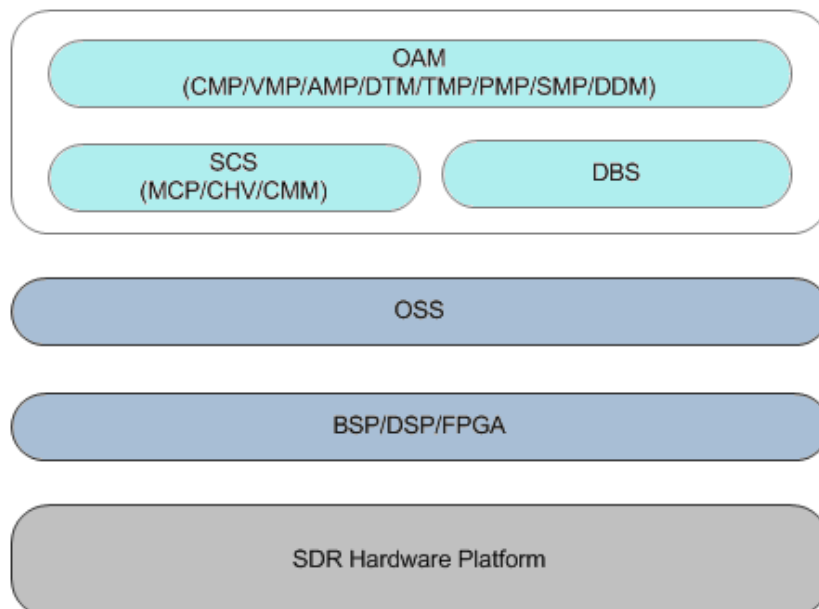 OAM
(CMP/VMP/AMP/DTM/TMP/PMP/SMP/DDM)
SCS
(MCP/CHV/CMM)
DBS
OSS
BSP/DSP/FPGA
SDR Hardware Platform